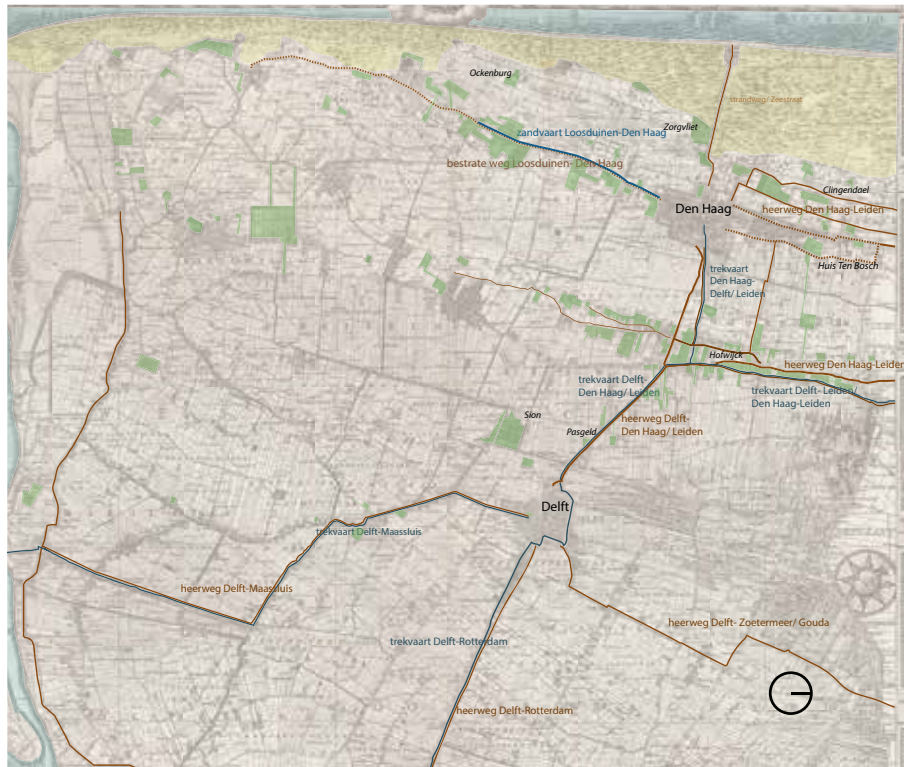 Ockenburg
strandweg/ Zeestraat
zandvaart Loosduinen-Den Haag
Zorgvliet
bestrate weg Loosduinen- Den Haag
Clingendael
Den Haag
heerweg Den Haag-Leiden
Huis Ten Bosch
trekvaart
Den Haag-
Delft/ Leiden
Hofwijck
heerweg Den Haag-Leiden
trekvaart Delft-
Den Haag/ Leiden
trekvaart Delft- Leiden/
Den Haag-Leiden
Sion
heerweg Delft-
Den Haag/ Leiden
Pasgeld
Delft
trekvaart Delft-Maassluis
heerweg Delft-Maassluis
heerweg Delft- Zoetermeer/ Gouda
trekvaart Delft-Rotterdam
heerweg Delft-Rotterdam